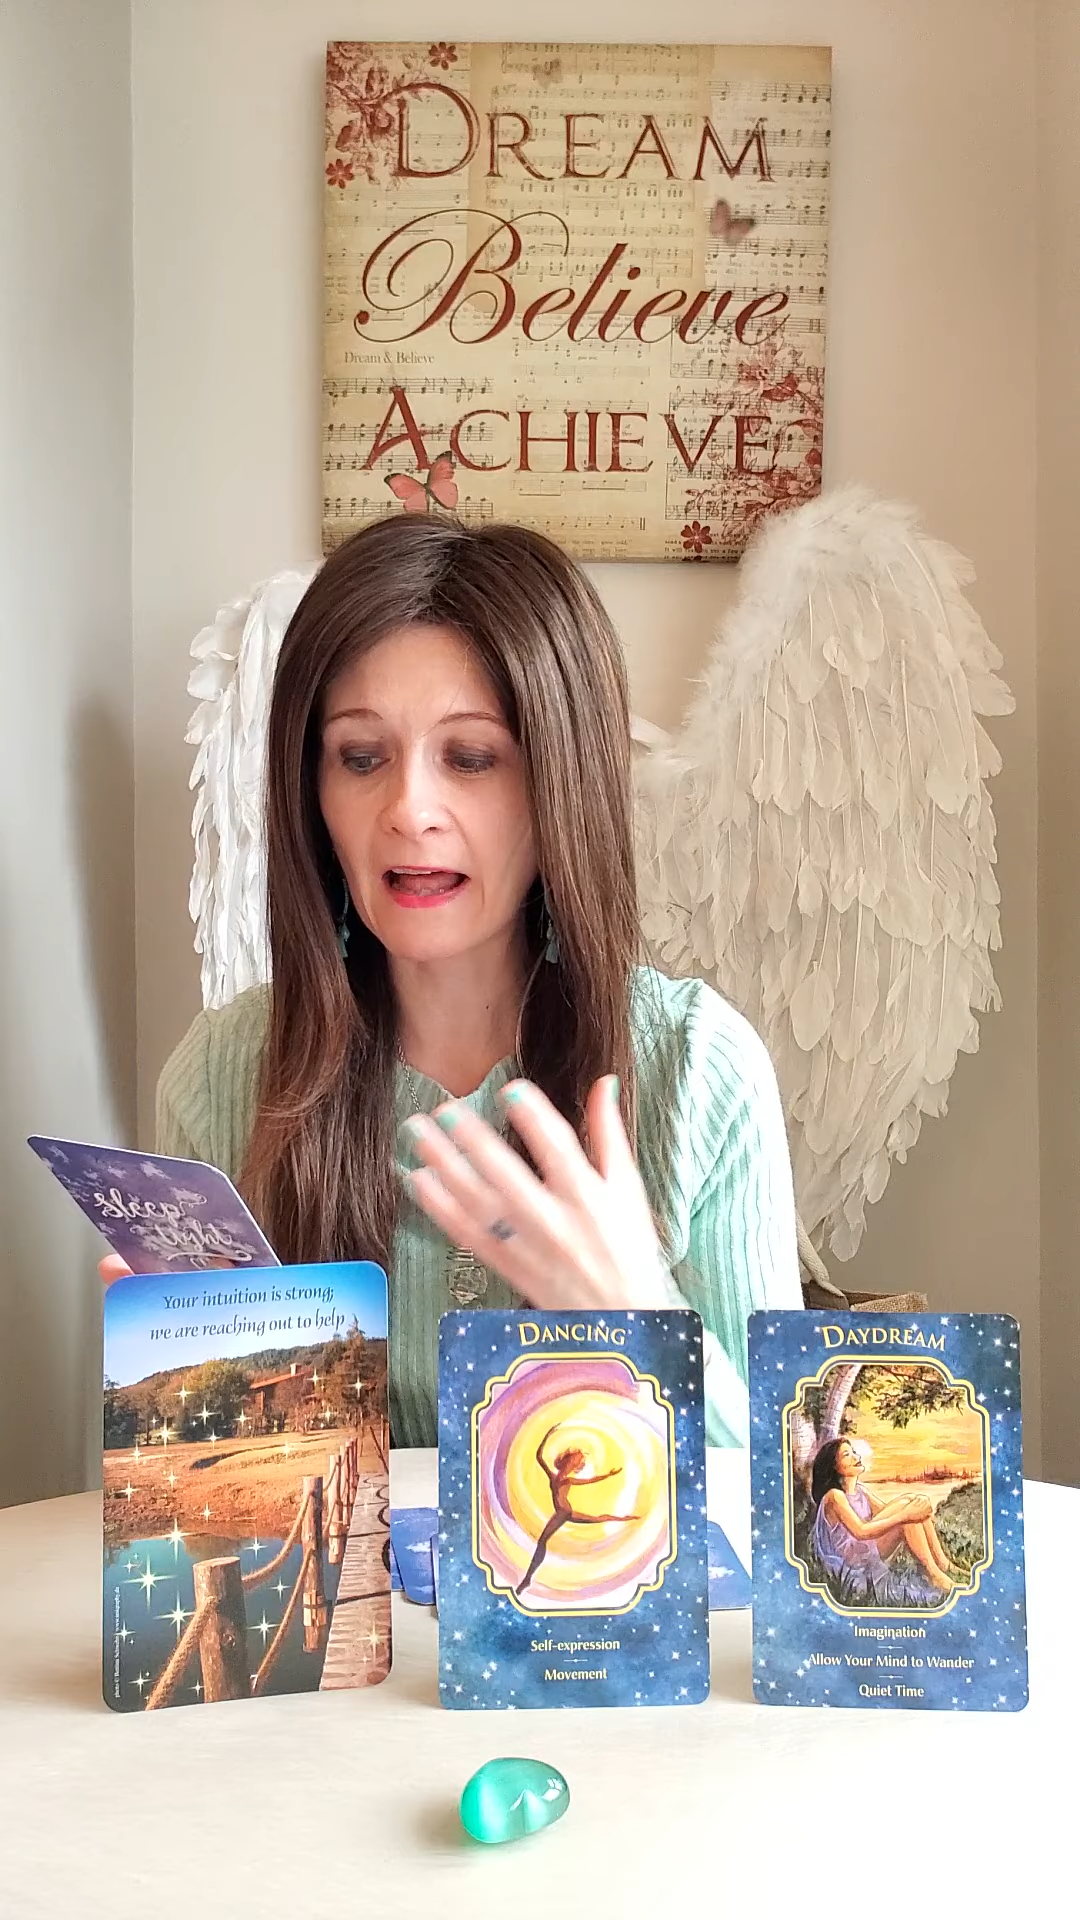 DREAM
Believe
Dream & Believe
ACHIEVE
Sleep
tight
Your intuition is strong;
we are reaching out to help
7
DANCING
Self-expression
Movement
DAYDREAM
Imagination
Allow Your Mind to Wander
Quiet Time